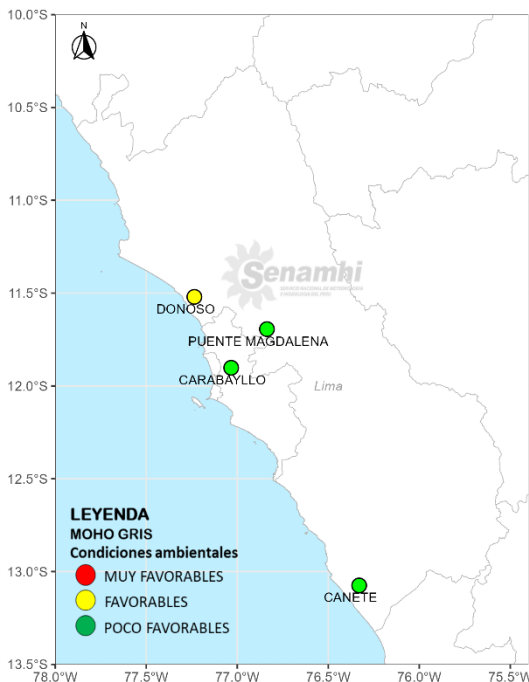 10.0°S
N
10.5°S
11.0°S
Senamhi
11.5°S
DONOSO
PUENTE MAGDALENA
CARABAYLLO
12.0°S
Lima
12.5°S
LEYENDA
MOHO GRIS
Condiciones ambientales
13.0°S
MUY FAVORABLES
CAÑETE
FAVORABLES
POCO FAVORABLES
13.5°S
78.0°W 77.5°W 77.0°W 76.5°W 76.0°W 75.5°W